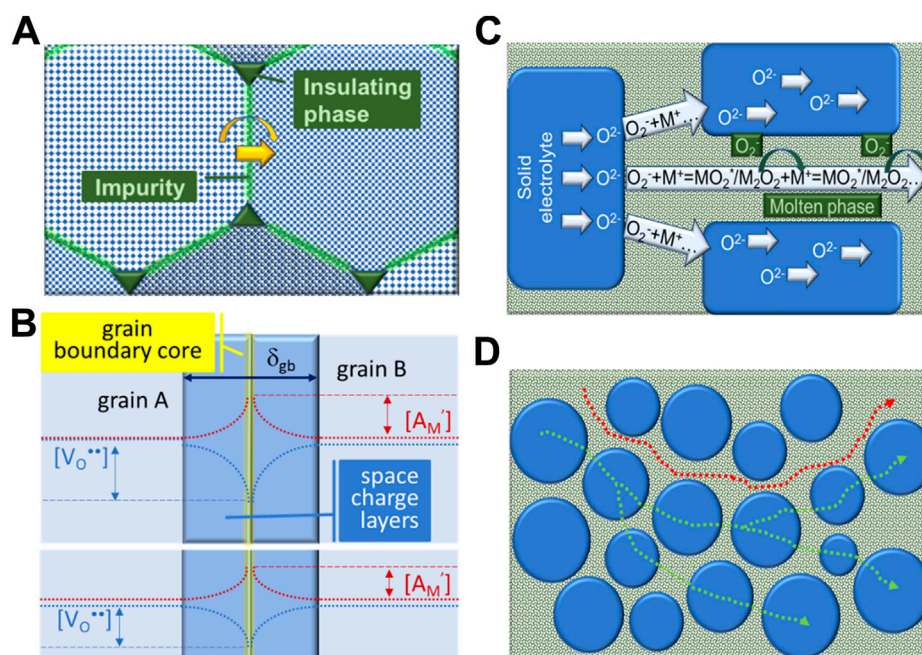 A
Insulating
phase
Impurity
B
grain
boundary core
δgb
grain A
grain B
[AM′]
[VO••]
space
charge
layers
[AM′]
[VO••]
C
Solid
electrolyte
O2-
O2-
O2-
O2-+M+...
O2-
O2-
O2-
O2-
O2-
O2-
O2-+M+=MO2•/M2O2+M+=MO2•/M2O2...
Molten phase
O2-+M+...
O2-
O2-
O2-
O2-
D